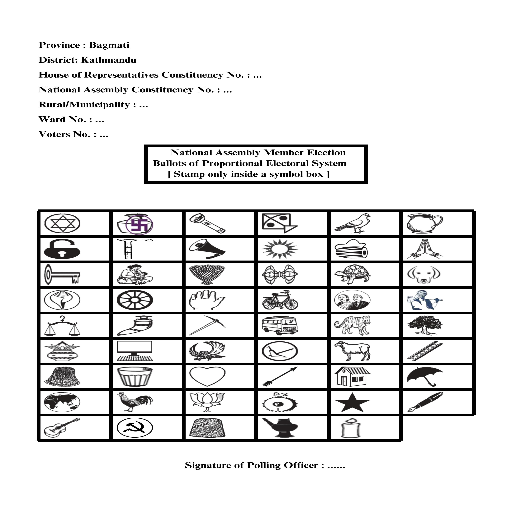 Province : Bagmati
District: Kathmandu
House of Representatives Constituency No. : ...
National Assembly Constituency No. : ...
Rural/Municipality : ...
Ward No. : ...
Voters No. : ...
National Assembly Member Election
Ballots of Proportional Electoral System
[ Stamp only inside a symbol box ]
Signature of Polling Officer : ......